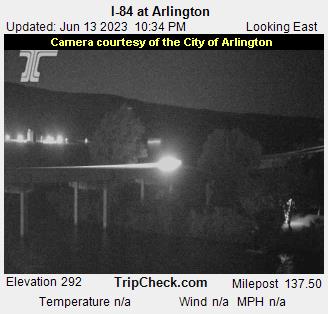 I-84 at Arlington
Updated: Jun 13 2023 10:34 PM Looking East
Camera courtesy of the City of Arlington
Elevation 292 TripCheck.com Milepost 137.50
Temperature n/a Wind n/a MPH n/a